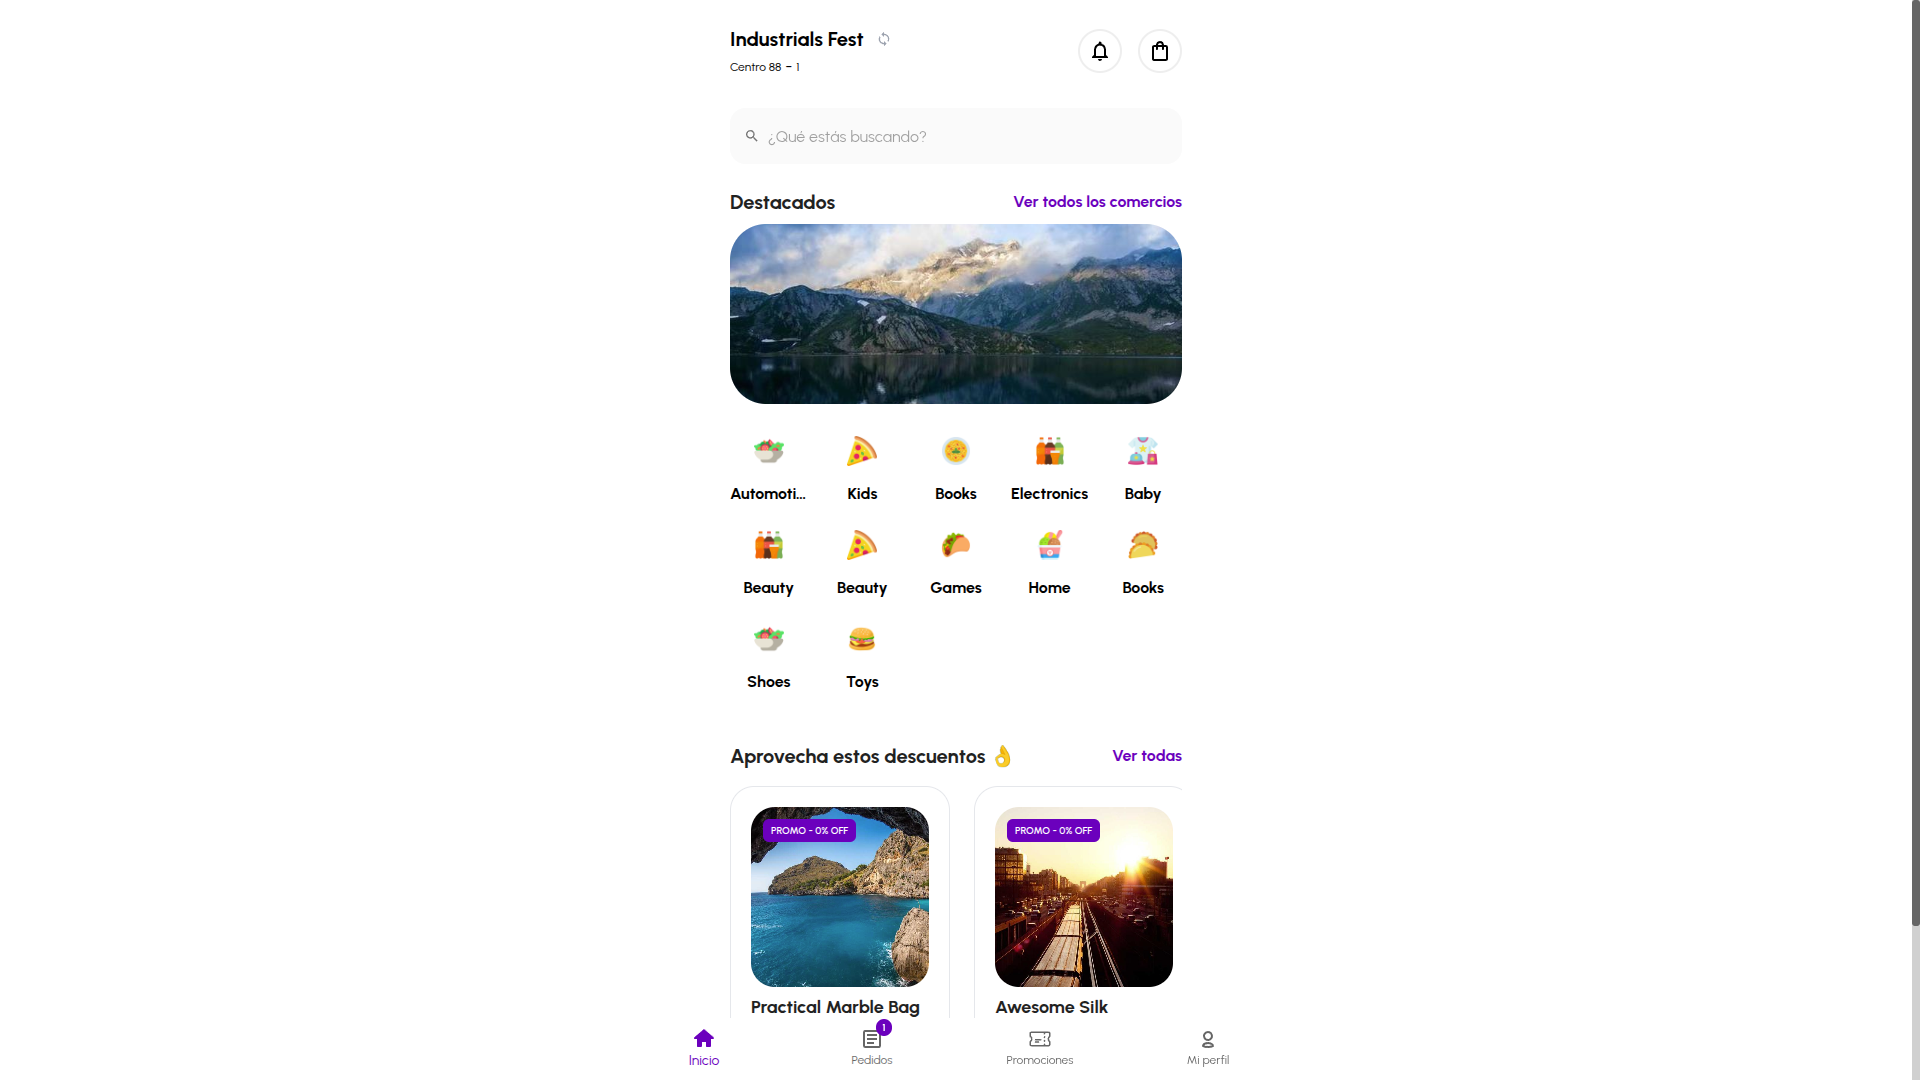 Industrials Fest
Centro 88 - 1
¿Qué estás buscando?
Destacados
Ver todos los comercios
Automoti...
Kids
Books
Electronics
Baby
Beauty
Beauty
Games
Home
Books
Shoes
Toys
Aprovecha estos descuentos 👌
Ver todas
PROMO - 0% OFF
PROMO - 0% OFF
Practical Marble Bag
Awesome Silk
1
Inicio
Pedidos
Promociones
Mi perfil